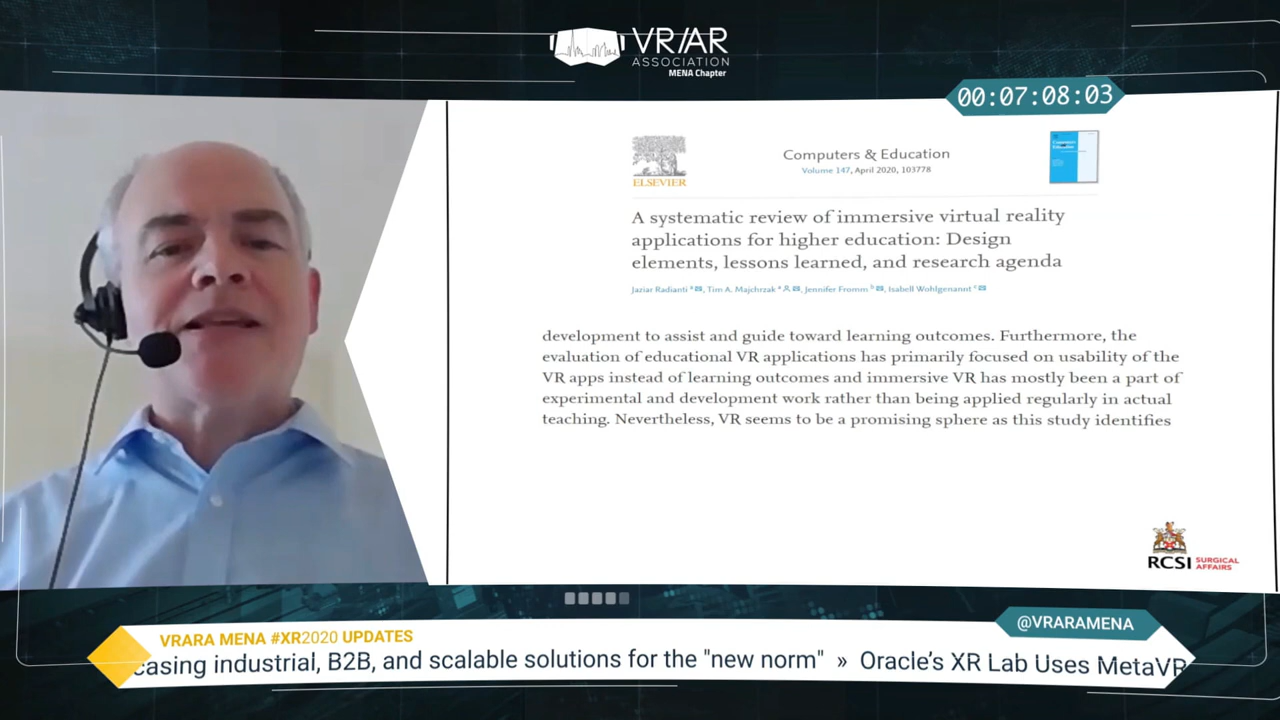 VR/AR
ASSOCIATION
MENA Chapter
00:07:08:03
ELSEVIER
Computers & Education
Volume 147, April 2020, 103778
A systematic review of immersive virtual reality
applications for higher education: Design
elements, lessons learned, and research agenda
Jaziar Radianti a, Tim A. Majchrzak a, Jennifer Fromm b, Isabell Wohlgenannt c
development to assist and guide toward learning outcomes. Furthermore, the
evaluation of educational VR applications has primarily focused on usability of the
VR apps instead of learning outcomes and immersive VR has mostly been a part of
experimental and development work rather than being applied regularly in actual
teaching. Nevertheless, VR seems to be a promising sphere as this study identifies
RCSI SURGICAL
AFFAIRS
@VRARAMENA
VRARA MENA #XR2020 UPDATES
casing industrial, B2B, and scalable solutions for the "new norm" » Oracle's XR Lab Uses MetaVR